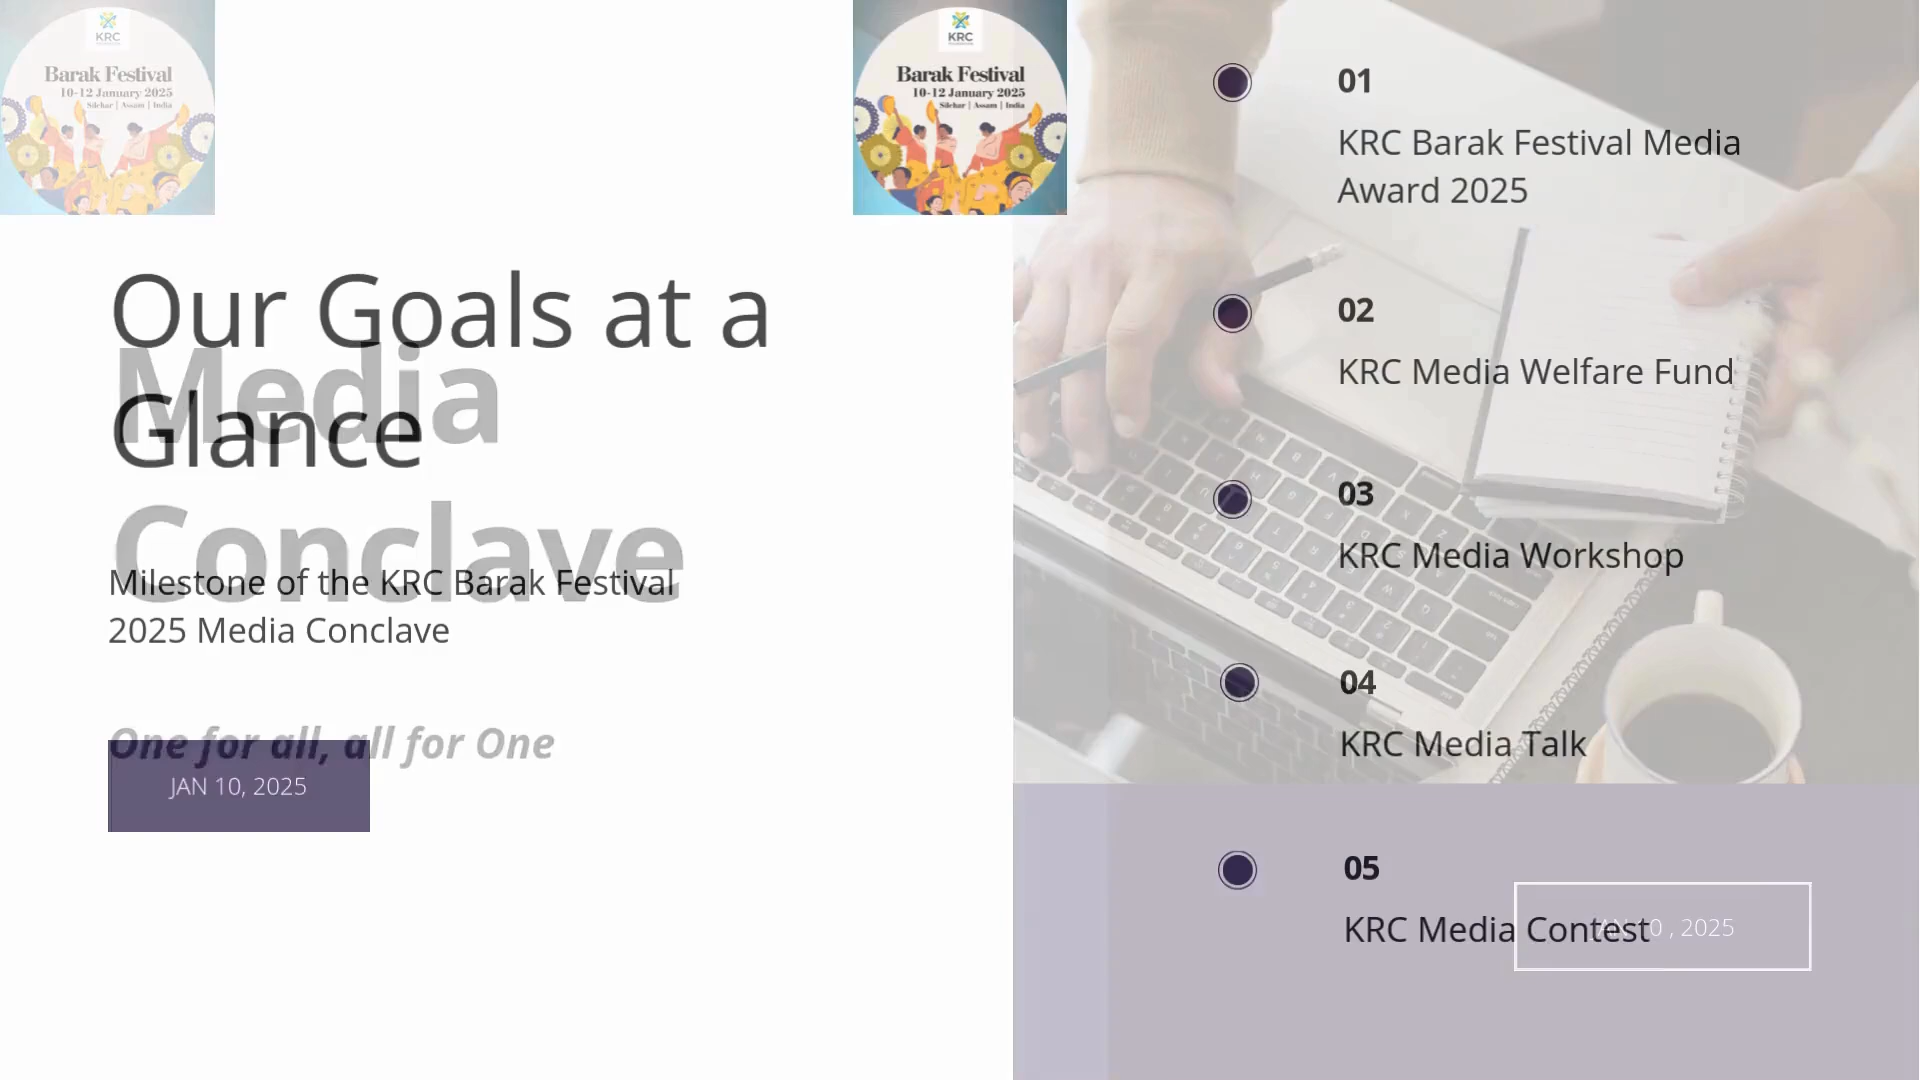 KRC
Barak Festival
10-12 January 2025
Silchar | Assam | India
KRC
Barak Festival
10-12 January 2025
Silchar | Assam | India
Our Goals at a
Glance
Media
Conclave
Milestone of the KRC Barak Festival
2025 Media Conclave
One for all, all for One
JAN 10, 2025
01
KRC Barak Festival Media
Award 2025
02
KRC Media Welfare Fund
03
KRC Media Workshop
04
KRC Media Talk
05
KRC Media Contest
JAN 10 , 2025